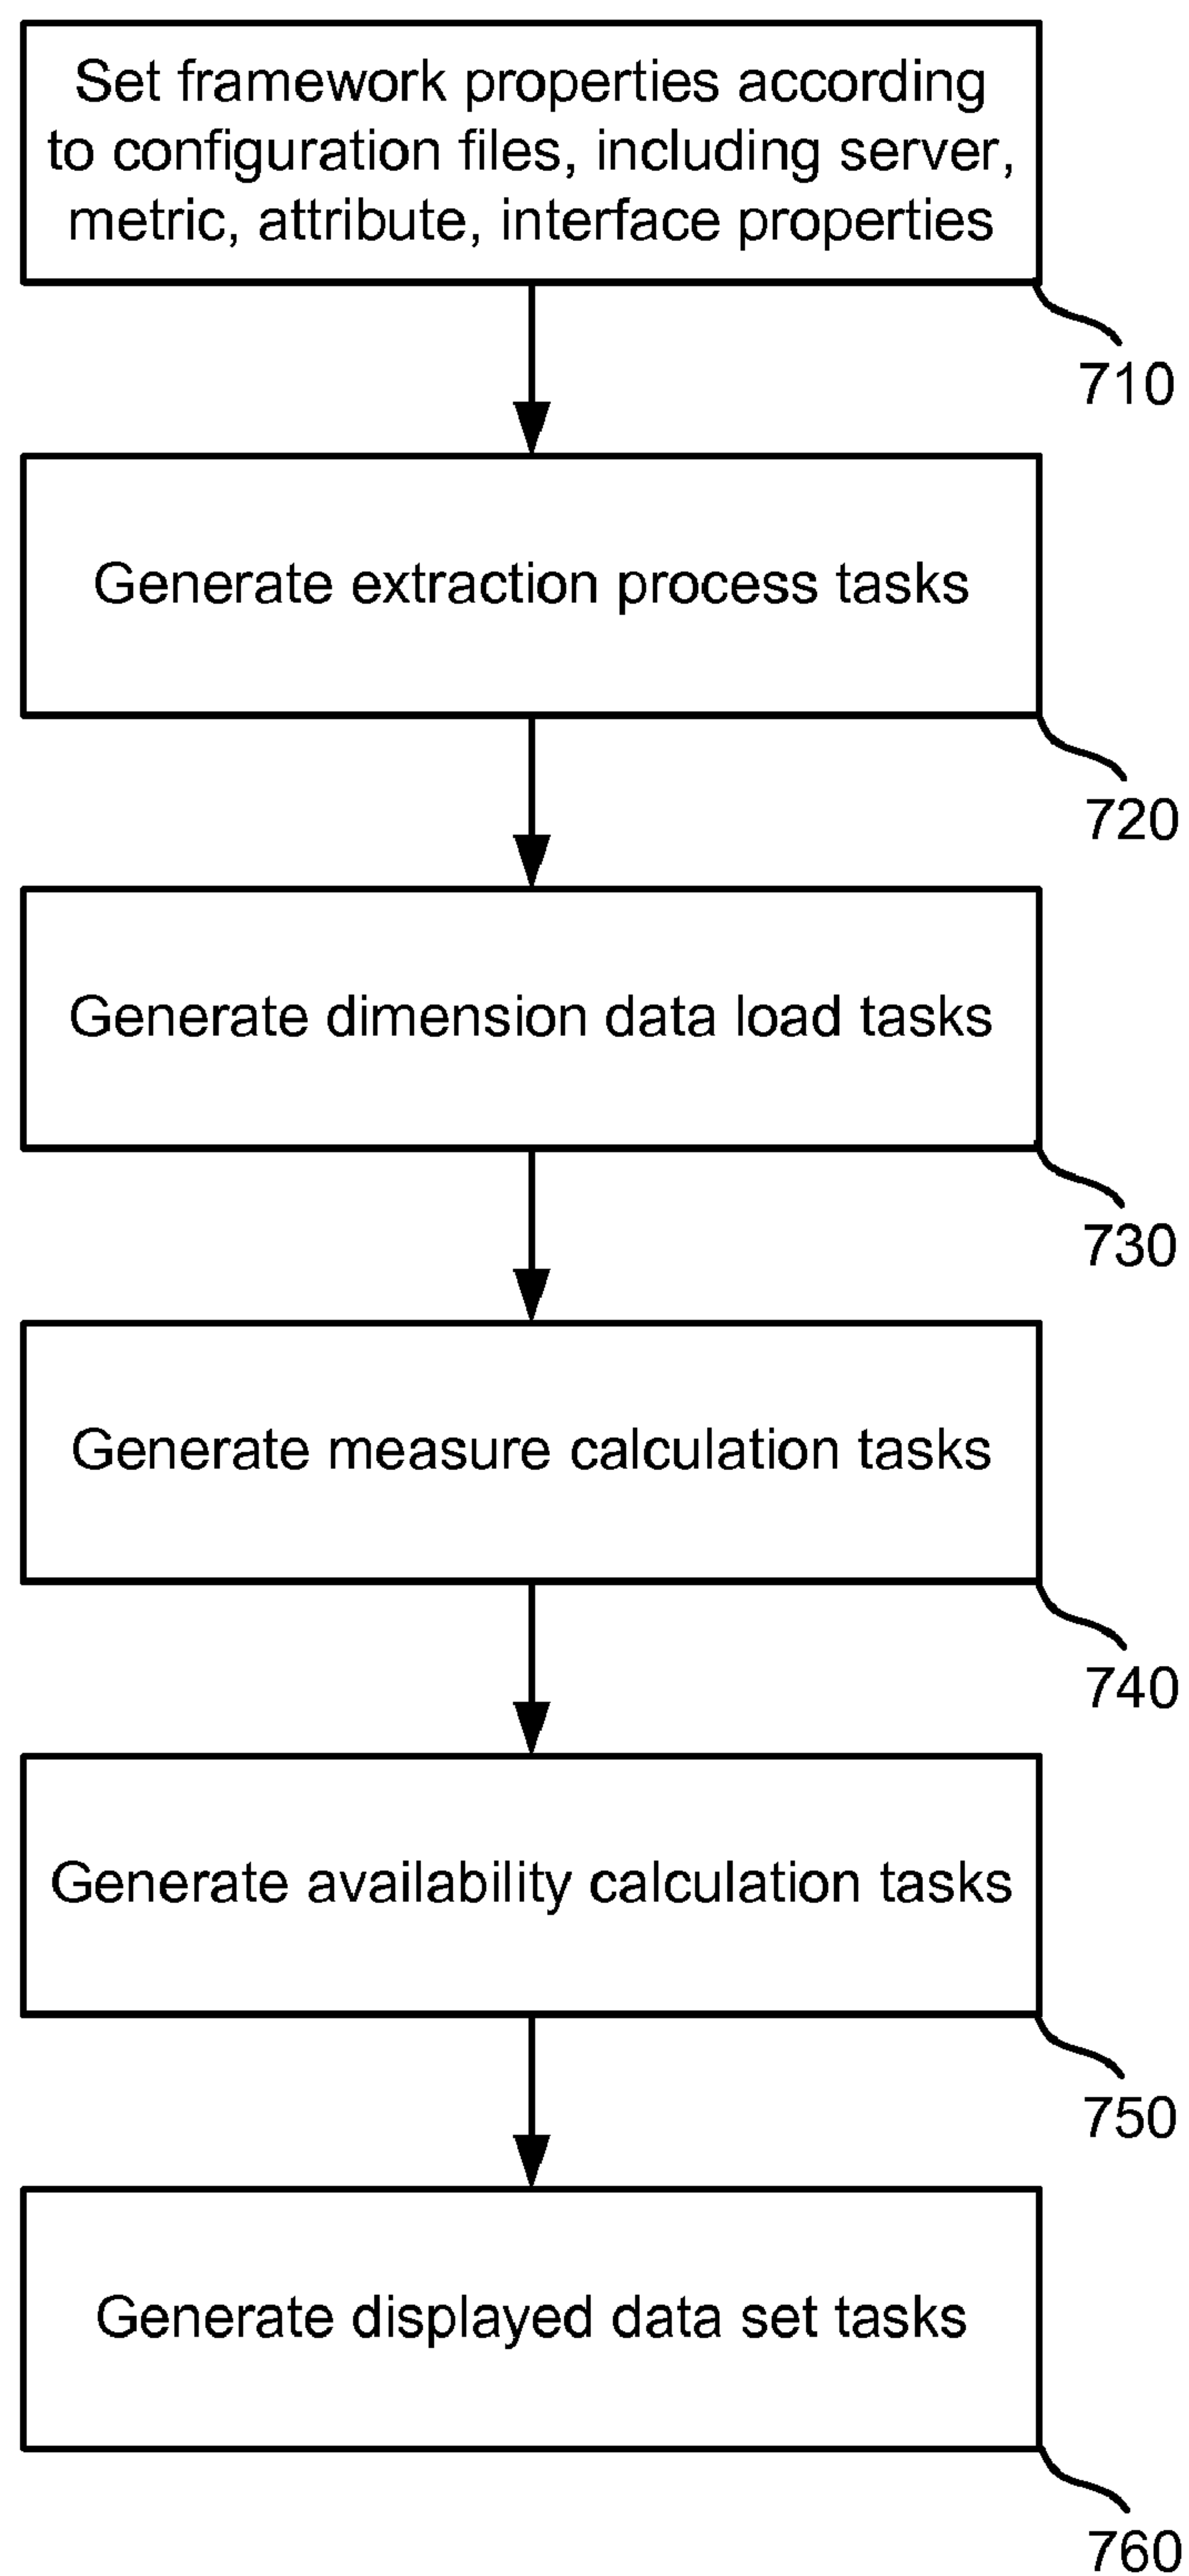 Set framework properties according
to configuration files, including server,
metric, attribute, interface properties
710
Generate extraction process tasks
720
Generate dimension data load tasks
730
Generate measure calculation tasks
740
Generate availability calculation tasks
750
Generate displayed data set tasks
760